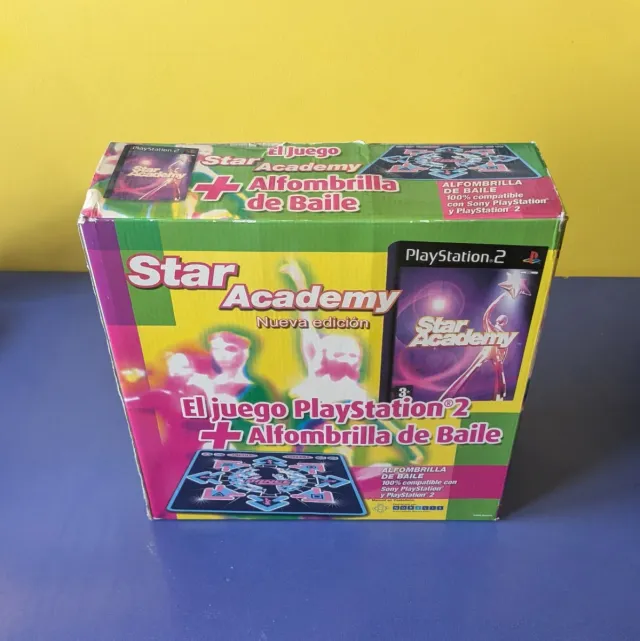 PlayStation 2
Star
Academy
El juego
Star Academy
+ Alfombrilla
de Baile
ALFOMBRILLA
DE BAILE
100% compatible
con Sony PlayStation®
y PlayStation® 2
Star
Academy
Nueva edición
PlayStation®2
Star
Academy
3+
El juego PlayStation®2
+ Alfombrilla de Baile
ALFOMBRILLA
DE BAILE
100% compatible con
Sony PlayStation®
y PlayStation® 2